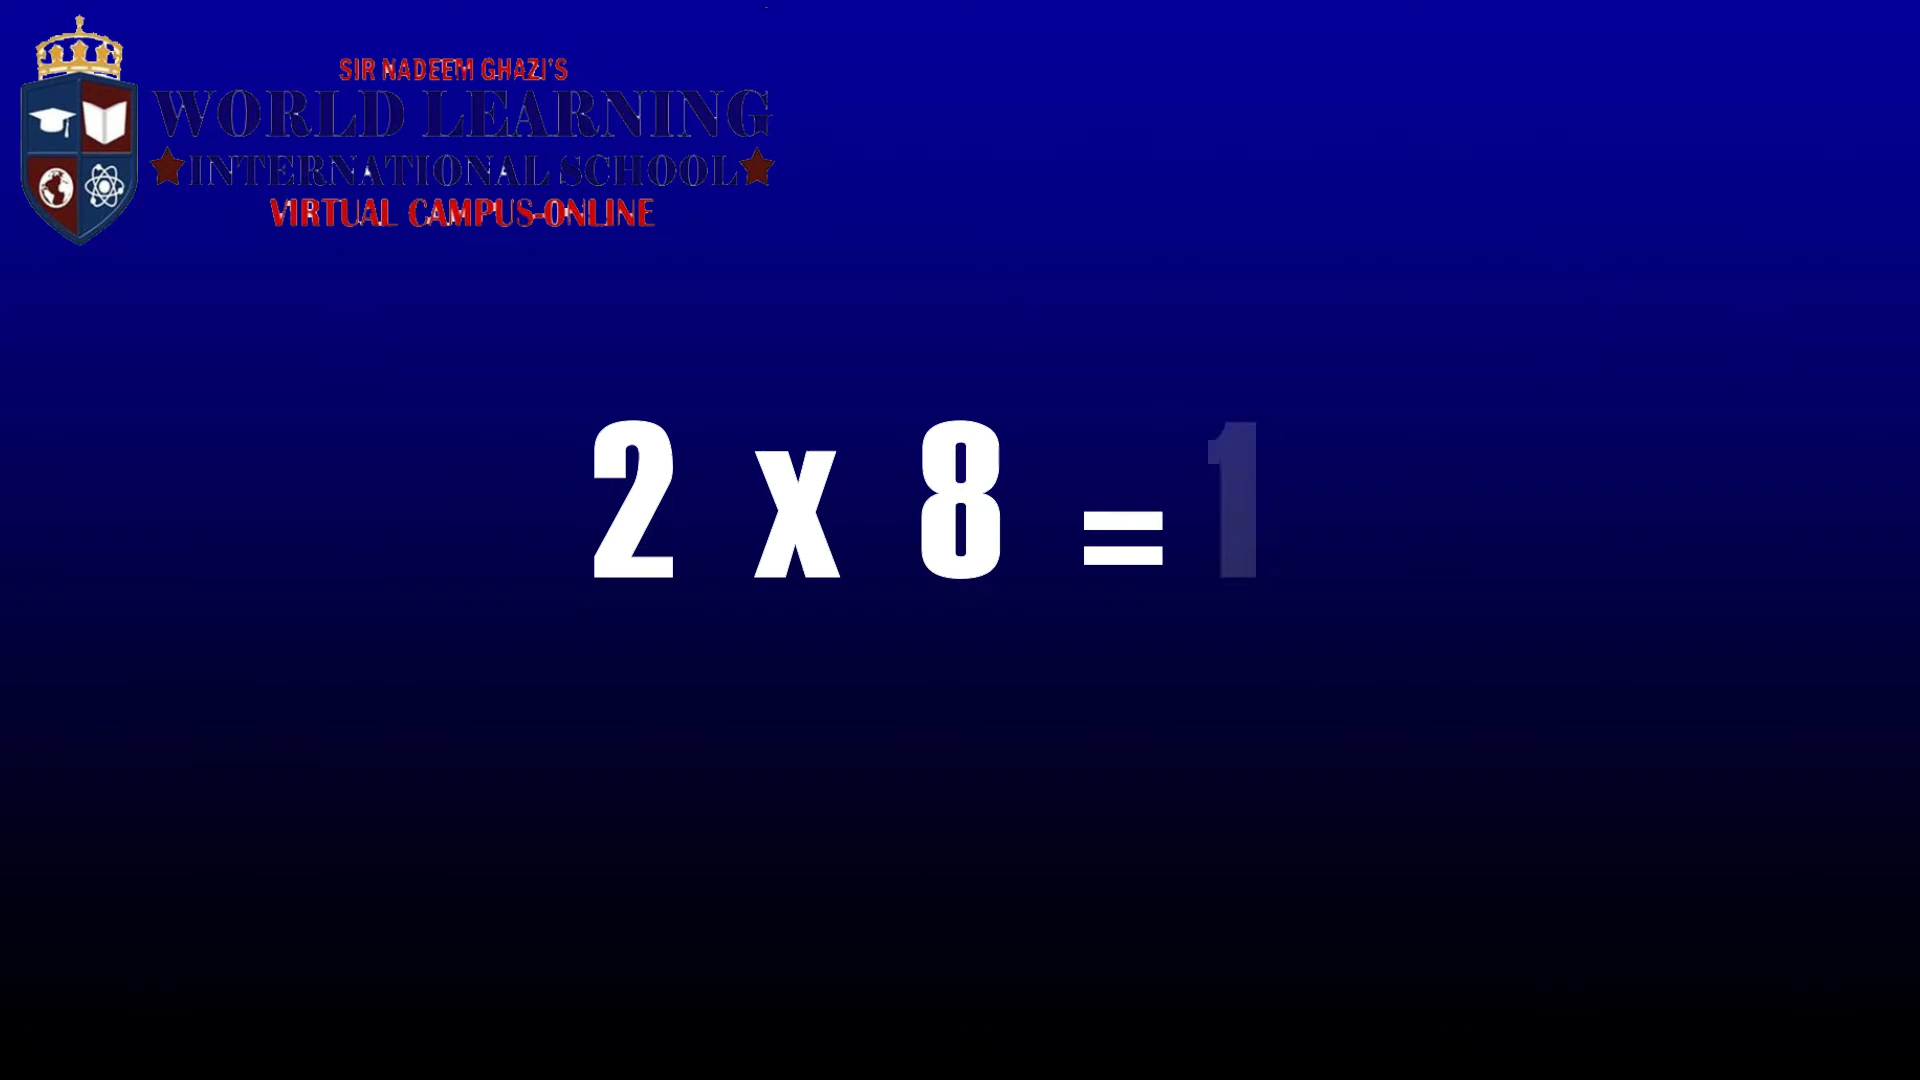 SIR NADEEM GHAZI'S
WORLD LEARNING
INTERNATIONAL SCHOOL
VIRTUAL CAMPUS-ONLINE
2 x 8 = 1